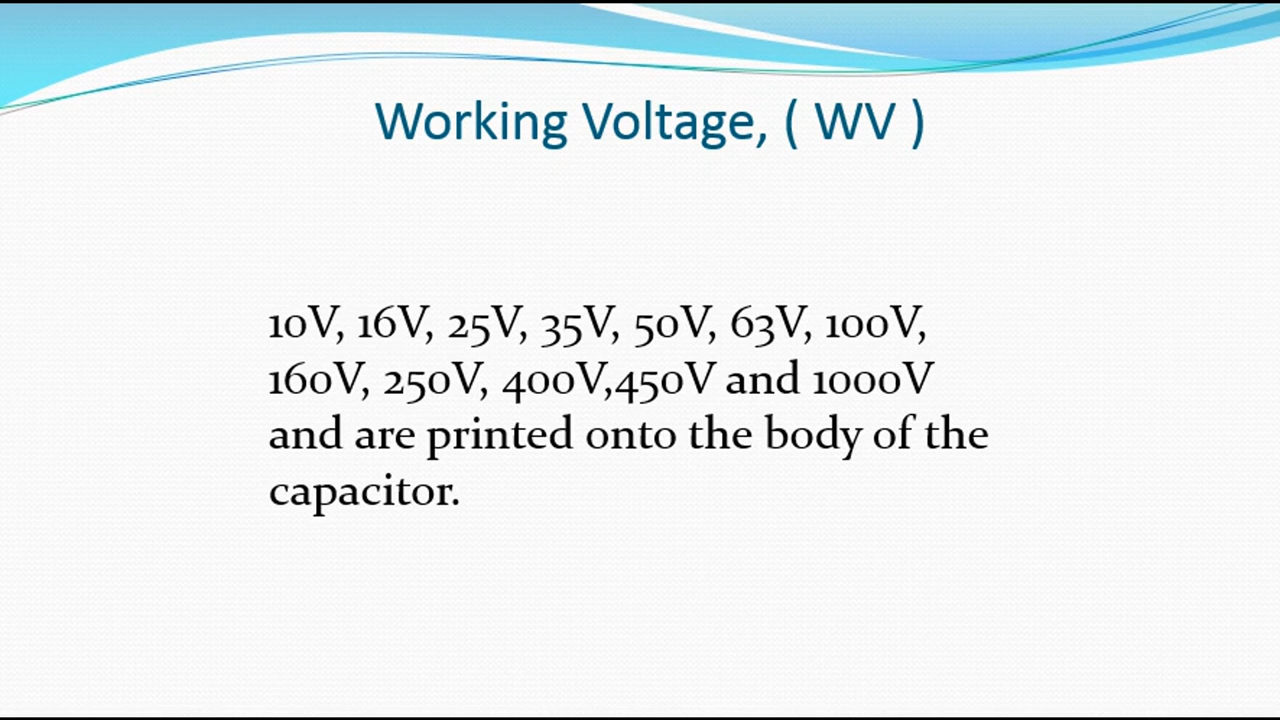 Working Voltage, ( WV )
10V, 16V, 25V, 35V, 50V, 63V, 100V,
160V, 250V, 400V,450V and 1000V
and are printed onto the body of the
capacitor.